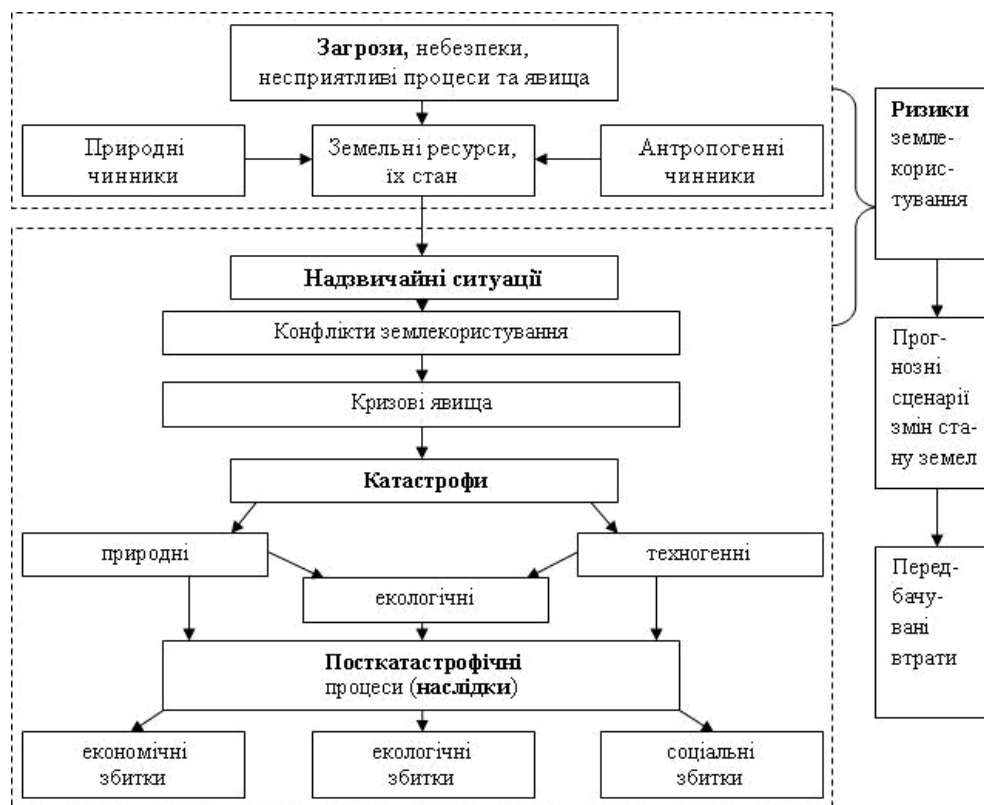 Загрози, небезпеки,
несприятливі процеси та явища
Природні
чинники
Земельні ресурси,
їх стан
Антропогенні
чинники
Надзвичайні ситуації
Конфлікти землекористування
Кризові явища
Катастрофи
природні
техногенні
екологічні
Посткатастрофічні
процеси (наслідки)
економічні
збитки
екологічні
збитки
соціальні
збитки
Ризики
земле-
корис-
тування
Прог-
нозні
сценарії
змін ста-
ну земел
Перед-
бачу-
вані
втрати